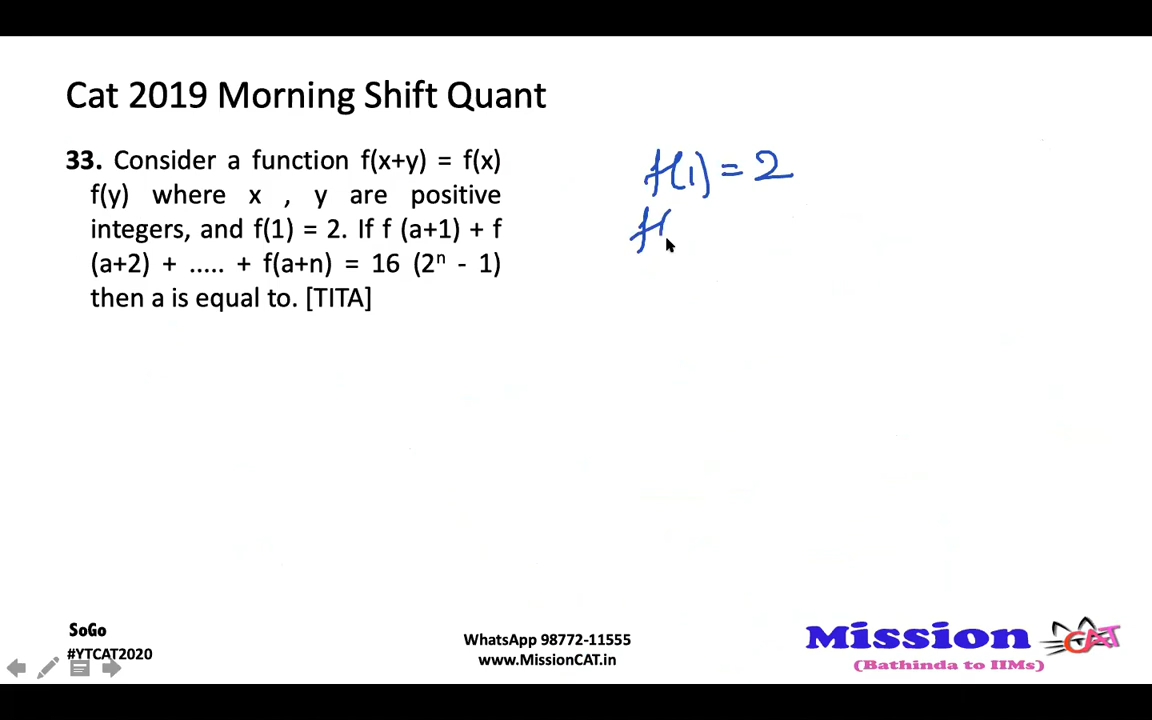 Cat 2019 Morning Shift Quant
33. Consider a function f(x+y) = f(x)
f(y) where x , y are positive
integers, and f(1) = 2. If f (a+1) + f
(a+2) + ..... + f(a+n) = 16 (2ⁿ - 1)
then a is equal to. [TITA]
f(1) = 2
f(
SoGo
#YTCAT2020
WhatsApp 98772-11555
www.MissionCAT.in
Mission CAT
(Bathinda to IIMs)